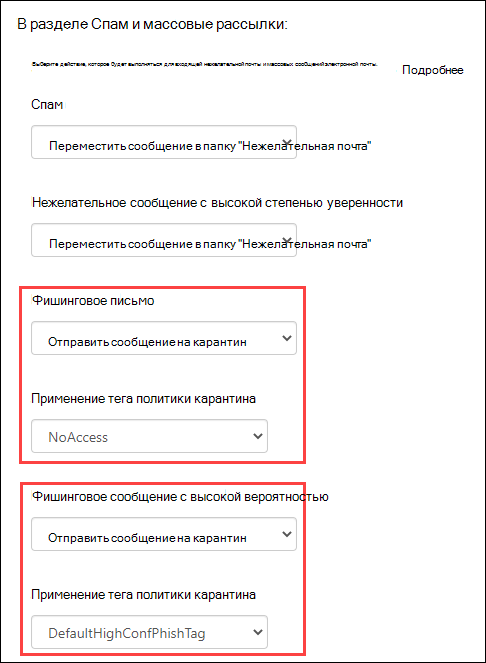 В разделе Спам и массовые рассылки:
Выберите действие, которое будет выполняться для входящей нежелательной почты и массовых сообщений электронной почты.
Подробнее
Спам
Переместить сообщение в папку "Нежелательная почта"
Нежелательное сообщение с высокой степенью уверенности
Переместить сообщение в папку "Нежелательная почта"
Фишинговое письмо
Отправить сообщение на карантин
Применение тега политики карантина
NoAccess
Фишинговое сообщение с высокой вероятностью
Отправить сообщение на карантин
Применение тега политики карантина
DefaultHighConfPhishTag